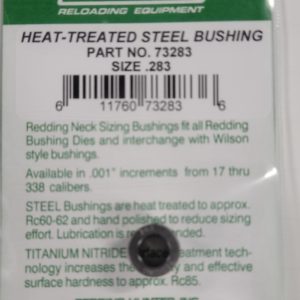 RELOADING EQUIPMENT
HEAT-TREATED STEEL BUSHING
PART NO. 73283
SIZE .283
6 11760 73283 6
Redding Neck Sizing Bushings fit all Redding
Bushing Dies and interchange with Wilson
style bushings.
Available in .001" increments from 17 thru
338 calibers.
STEEL Bushings are heat treated to approx.
Rc60-62 and hand polished to reduce sizing
effort. Lubrication is
TITANIUM NITRIDE treatment tech-
nology increases the and effective
surface hardness to approx. Rc85.